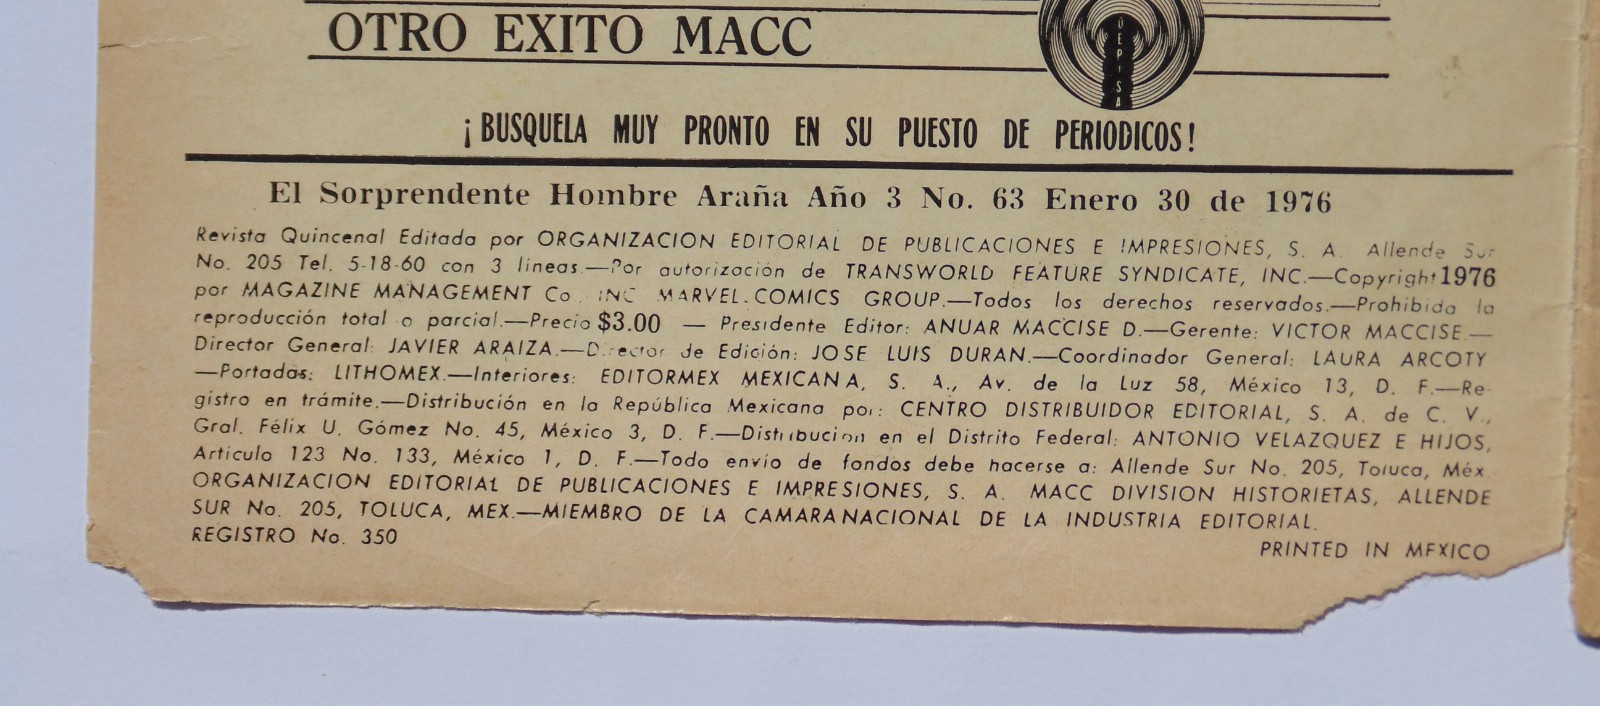 OTRO EXITO MACC
OEPISA
¡BUSQUELA MUY PRONTO EN SU PUESTO DE PERIODICOS!
El Sorprendente Hombre Araña Año 3 No. 63 Enero 30 de 1976
Revista Quincenal Editada por ORGANIZACION EDITORIAL DE PUBLICACIONES E IMPRESIONES, S. A. Allende Sur
No. 205 Tel. 5-18-60 con 3 lineas.—Por autorización de TRANSWORLD FEATURE SYNDICATE, INC.—Copyright 1976
por MAGAZINE MANAGEMENT Co. INC MARVEL.COMICS GROUP.—Todos los derechos reservados.—Prohibida la
reproducción total o parcial.—Precio $3.00 — Presidente Editor: ANUAR MACCISE D.—Gerente: VICTOR MACCISE.—
Director General: JAVIER ARAIZA.—Director de Edición: JOSE LUIS DURAN.—Coordinador General: LAURA ARCOTY
—Portadas: LITHOMEX.—Interiores: EDITORMEX MEXICANA, S. A., Av. de la Luz 58, México 13, D. F.—Re-
gistro en trámite.—Distribución en la República Mexicana por: CENTRO DISTRIBUIDOR EDITORIAL, S. A. de C. V.,
Gral. Félix U. Gómez No. 45, México 3, D. F.—Distribución en el Distrito Federal: ANTONIO VELAZQUEZ E HIJOS,
Artículo 123 No. 133, México 1, D. F.—Todo envío de fondos debe hacerse a: Allende Sur No. 205, Toluca, Méx.
ORGANIZACION EDITORIAL DE PUBLICACIONES E IMPRESIONES, S. A. MACC DIVISION HISTORIETAS, ALLENDE
SUR No. 205, TOLUCA, MEX.—MIEMBRO DE LA CAMARA NACIONAL DE LA INDUSTRIA EDITORIAL.
REGISTRO No. 350
PRINTED IN MEXICO